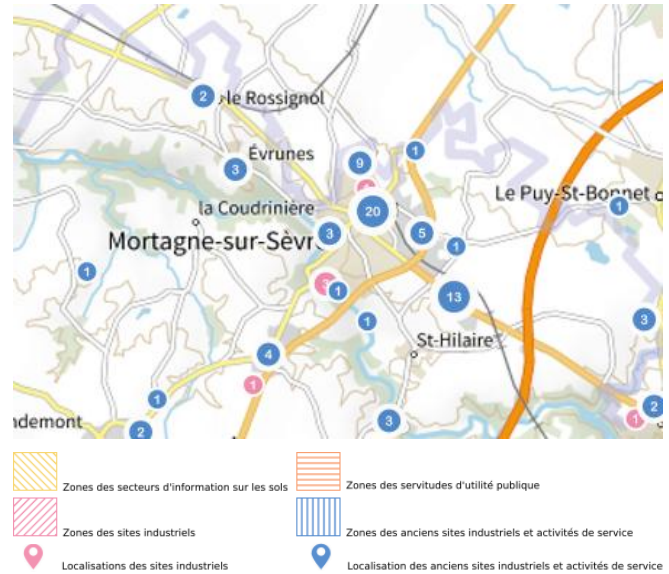 2
le Rossignol
Évrunes
9
1
3
Le Puy-St-Bonnet
la Coudrinière
20
1
3
5
1
Mortagne-sur-Sèvr
1
1
13
3
1
St-Hilaire
4
1
1
2
1
3
ndemont
2
Zones des secteurs d'information sur les sols
Zones des servitudes d'utilité publique
Zones des sites industriels
Zones des anciens sites industriels et activités de service
Localisations des sites industriels
Localisation des anciens sites industriels et activités de service